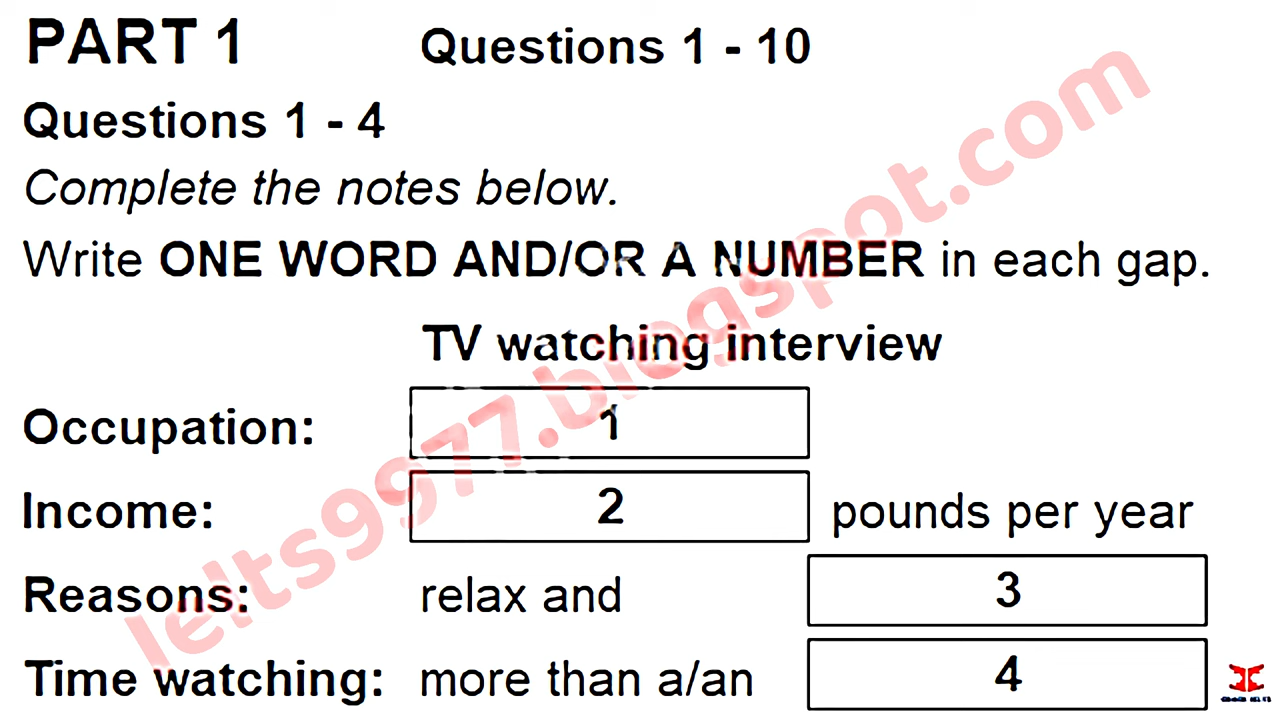 PART 1 Questions 1 - 10
Questions 1 - 4
Complete the notes below.
Write ONE WORD AND/OR A NUMBER in each gap.
TV watching interview
Occupation: 1
Income: 2 pounds per year
Reasons: relax and 3
Time watching: more than a/an 4
Ielts9977.blogspot.com